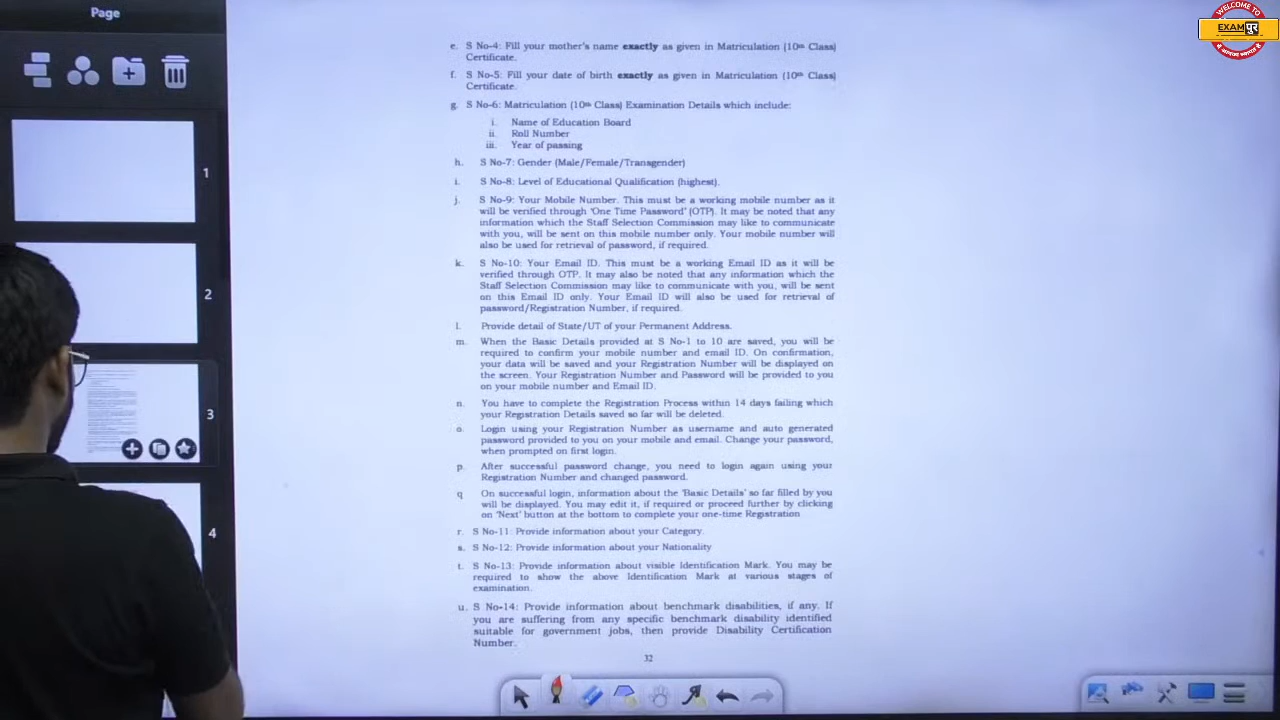 Page
WELCOME TO
EXAMपुर
1
2
3
4
e. S No-4: Fill your mother's name exactly as given in Matriculation (10th Class)
Certificate.
f. S No-5: Fill your date of birth exactly as given in Matriculation (10th Class)
Certificate.
g. S No-6: Matriculation (10th Class) Examination Details which include:
i. Name of Education Board
ii. Roll Number
iii. Year of passing
h. S No-7: Gender (Male/Female/Transgender)
i. S No-8: Level of Educational Qualification (highest).
j. S No-9: Your Mobile Number. This must be a working mobile number as it
will be verified through 'One Time Password' (OTP). It may be noted that any
information which the Staff Selection Commission may like to communicate
with you, will be sent on this mobile number only. Your mobile number will
also be used for retrieval of password, if required.
k. S No-10: Your Email ID. This must be a working Email ID as it will be
verified through OTP. It may also be noted that any information which the
Staff Selection Commission may like to communicate with you, will be sent
on this Email ID only. Your Email ID will also be used for retrieval of
password/Registration Number, if required.
l. Provide detail of State/UT of your Permanent Address.
m. When the Basic Details provided at S No-1 to 10 are saved, you will be
required to confirm your mobile number and email ID. On confirmation,
your data will be saved and your Registration Number will be displayed on
the screen. Your Registration Number and Password will be provided to you
on your mobile number and Email ID.
n. You have to complete the Registration Process within 14 days failing which
your Registration Details saved so far will be deleted.
o. Login using your Registration Number as username and auto generated
password provided to you on your mobile and email. Change your password,
when prompted on first login.
p. After successful password change, you need to login again using your
Registration Number and changed password.
q On successful login, information about the 'Basic Details' so far filled by you
will be displayed. You may edit it, if required or proceed further by clicking
on 'Next' button at the bottom to complete your one-time Registration
r. S No-11: Provide information about your Category.
s. S No-12: Provide information about your Nationality
t. S No-13: Provide information about visible Identification Mark. You may be
required to show the above Identification Mark at various stages of
examination.
u. S No-14: Provide information about benchmark disabilities, if any. If
you are suffering from any specific benchmark disability identified
suitable for government jobs, then provide Disability Certification
Number.
32